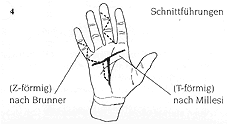 4 Schnittführungen
(Z-förmig)
nach Brunner
(T-förmig)
nach Millesi